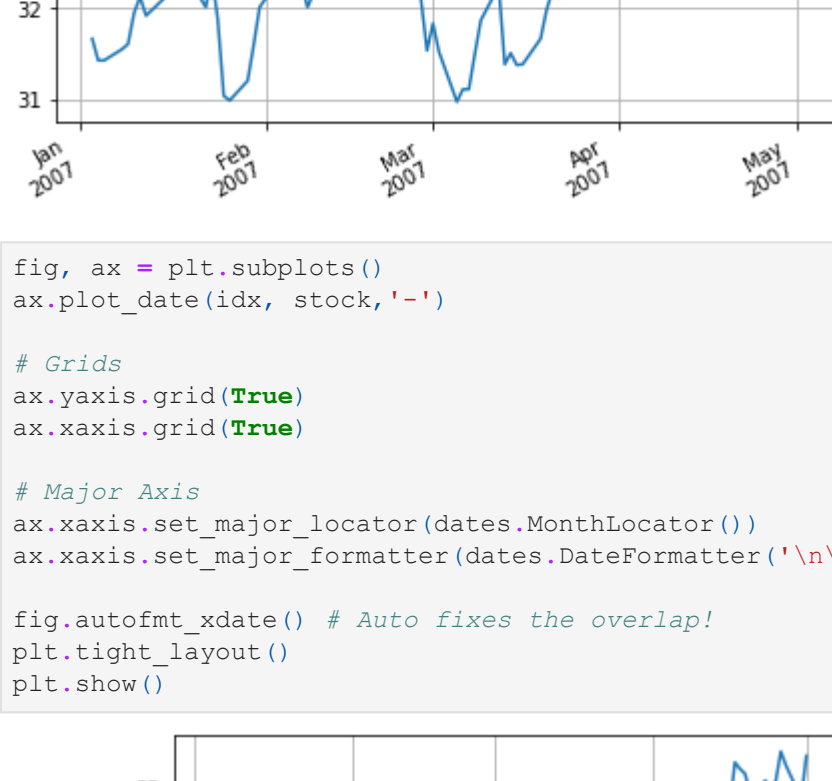 32
31
Jan
2007
Feb
2007
Mar
2007
Apr
2007
May
2007
fig, ax = plt.subplots()
ax.plot_date(idx, stock,'-')
# Grids
ax.yaxis.grid(True)
ax.xaxis.grid(True)
# Major Axis
ax.xaxis.set_major_locator(dates.MonthLocator())
ax.xaxis.set_major_formatter(dates.DateFormatter('\n\
fig.autofmt_xdate() # Auto fixes the overlap!
plt.tight_layout()
plt.show()